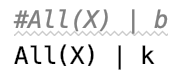 #All(X) | b
All(X) | k